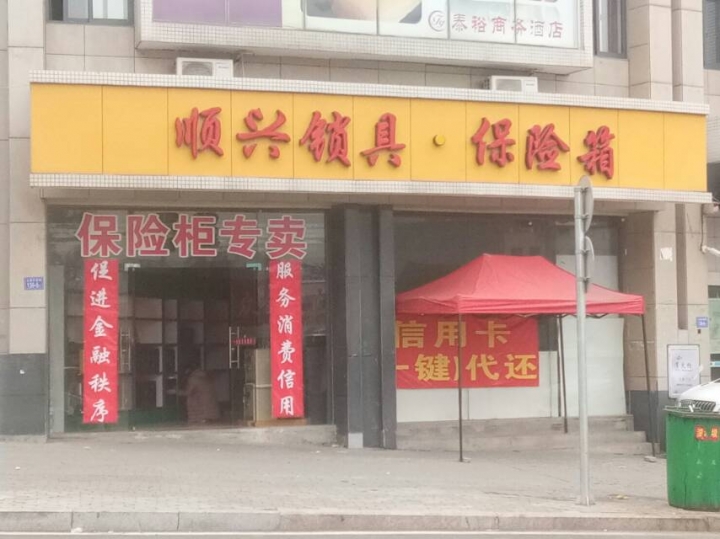 泰裕商务酒店
顺兴锁具·保险箱
保险柜专卖
促进金融秩序
服务消费信用
信用卡
一键代还